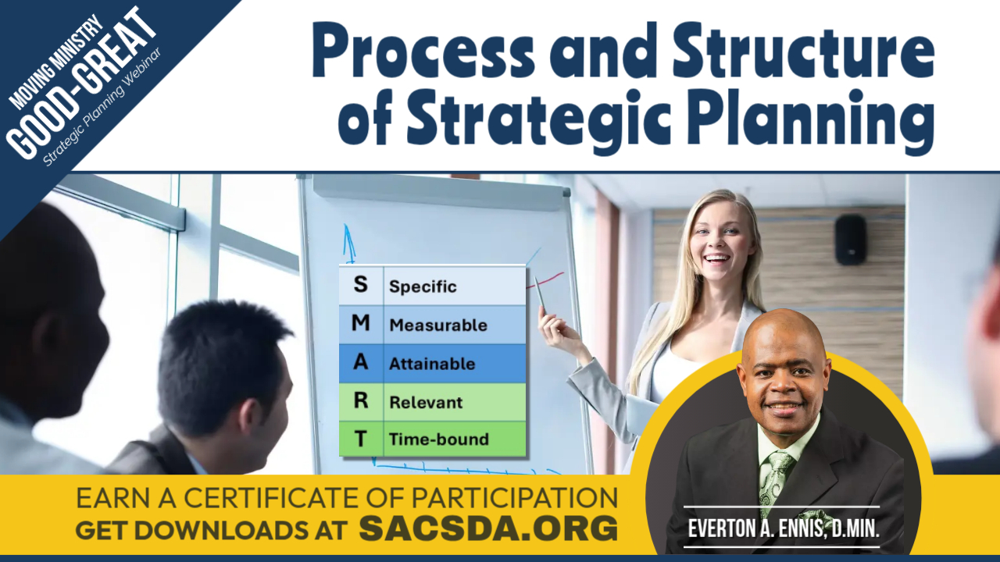 MOVING MINISTRY
GOOD-GREAT
Strategic Planning Webinar
Process and Structure
of Strategic Planning
S Specific
M Measurable
A Attainable
R Relevant
T Time-bound
EARN A CERTIFICATE OF PARTICIPATION
GET DOWNLOADS AT SACSDA.ORG
EVERTON A. ENNIS, D.MIN.